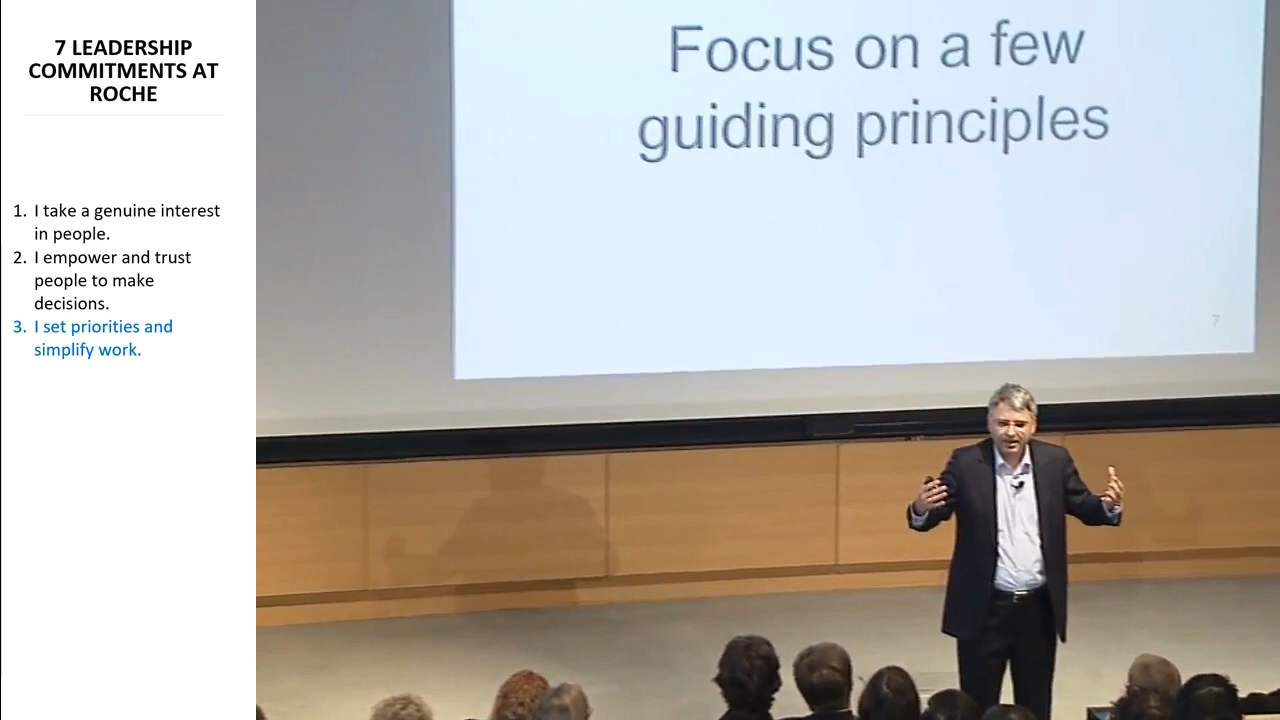 7 LEADERSHIP
COMMITMENTS AT
ROCHE
1. I take a genuine interest
in people.
2. I empower and trust
people to make
decisions.
3. I set priorities and
simplify work.
Focus on a few
guiding principles
7